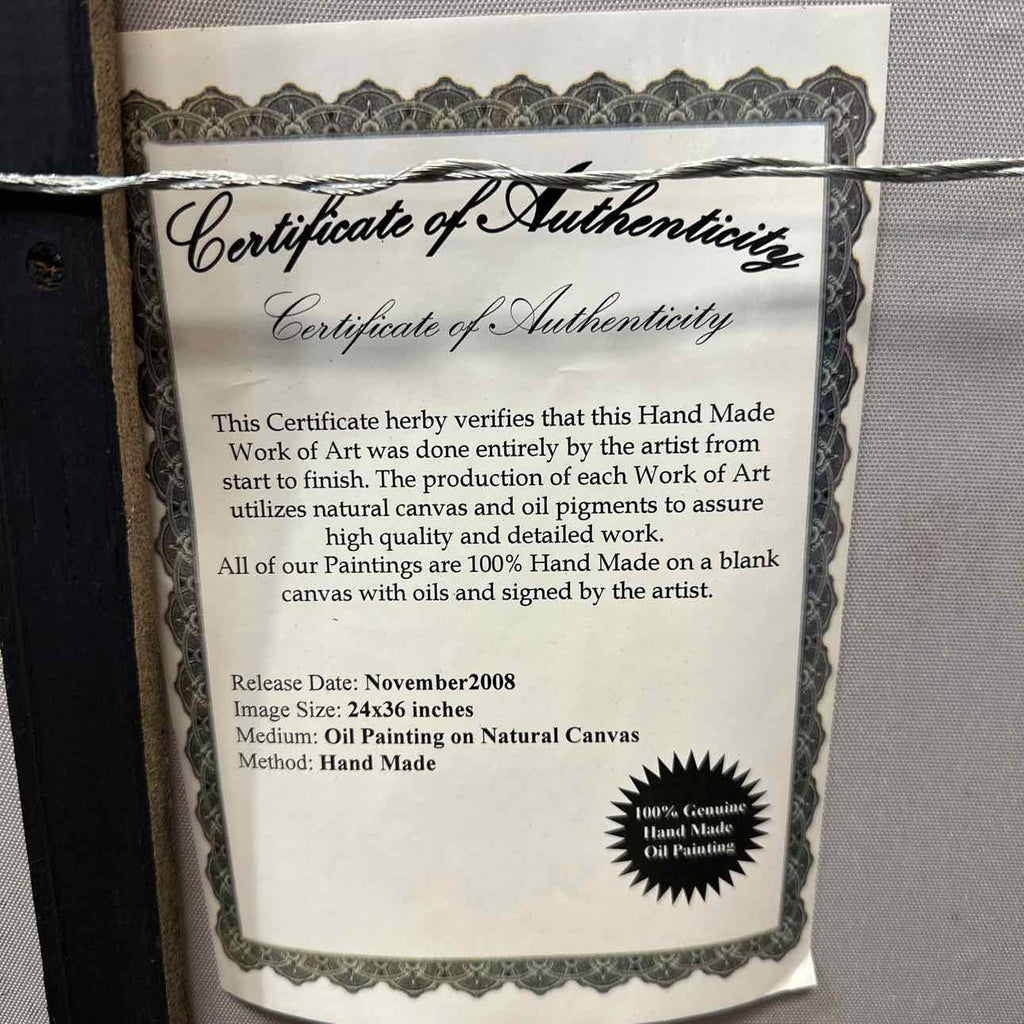 Certificate of Authenticity
Certificate of Authenticity
This Certificate herby verifies that this Hand Made
Work of Art was done entirely by the artist from
start to finish. The production of each Work of Art
utilizes natural canvas and oil pigments to assure
high quality and detailed work.
All of our Paintings are 100% Hand Made on a blank
canvas with oils and signed by the artist.
Release Date: November2008
Image Size: 24x36 inches
Medium: Oil Painting on Natural Canvas
Method: Hand Made
100% Genuine
Hand Made
Oil Painting